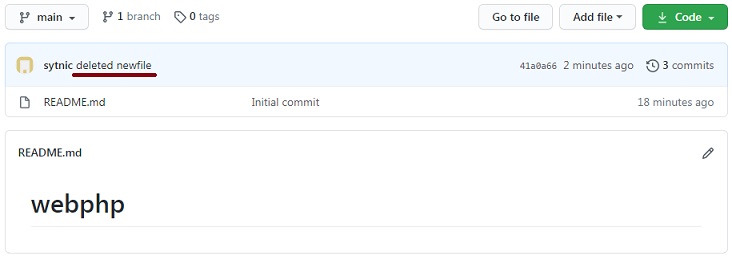 main 1 branch 0 tags Go to file Add file Code
sytnic deleted newfile 41a0a66 2 minutes ago 3 commits
README.md Initial commit 18 minutes ago
README.md
webphp